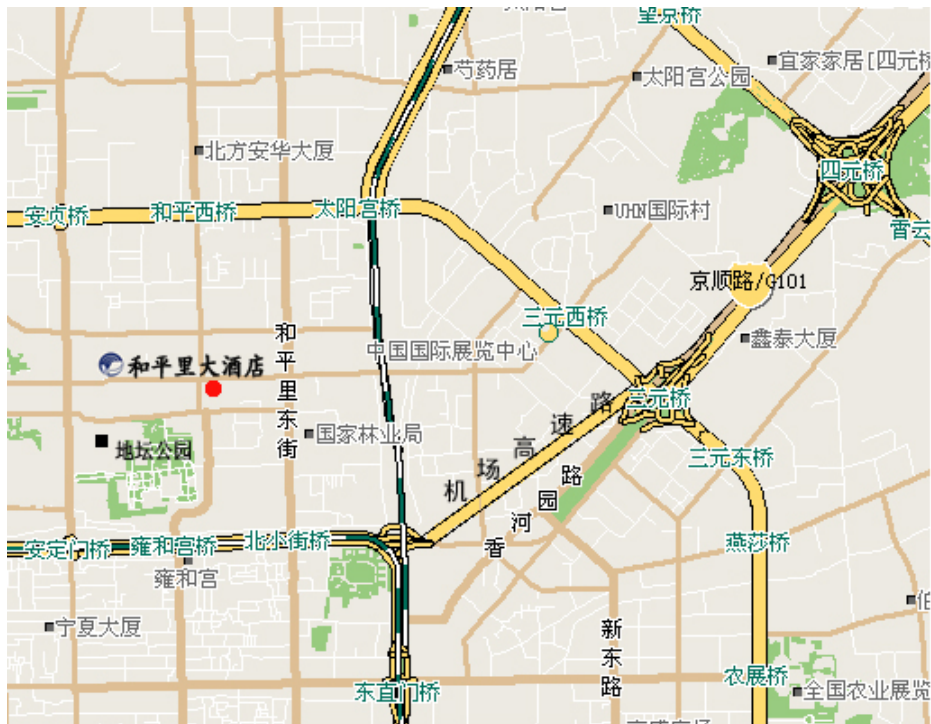 望京桥
芍药居
太阳宫公园
宜家家居[四元桥
北方安华大厦
四元桥
安贞桥
和平西桥
太阳宫桥
UHN国际村
霄云
京顺路/G101
三元西桥
和平里东街
中国国际展览中心
鑫泰大厦
和平里大酒店
三元桥
机场高速路
国家林业局
地坛公园
三元东桥
香河园路
安定门桥
雍和宫桥
北小街桥
燕莎桥
雍和宫
宁夏大厦
新东路
伯
东直门桥
农展桥
全国农业展览